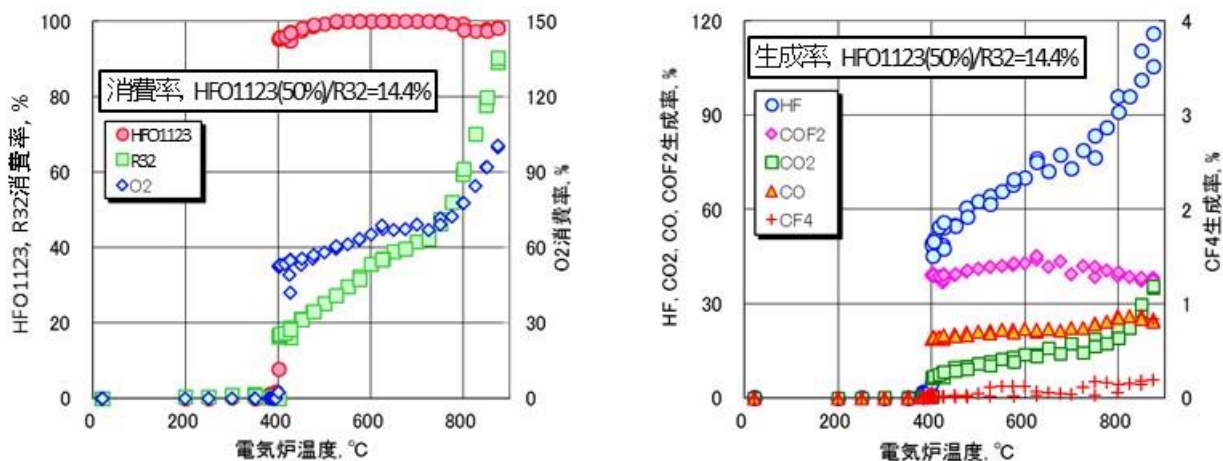 消費率, HFO1123(50%)/R32=14.4%
HFO1123
R32
O2
HFO1123, R32消費率, %
100
80
60
40
20
0
O2消費率, %
150
120
90
60
30
0
0
200
400
600
800
電気炉温度, ℃
生成率, HFO1123(50%)/R32=14.4%
HF
COF2
CO2
CO
CF4
HF, CO2, CO, COF2生成率, %
120
90
60
30
0
CF4生成率, %
4
3
2
1
0
0
200
400
600
800
電気炉温度, ℃